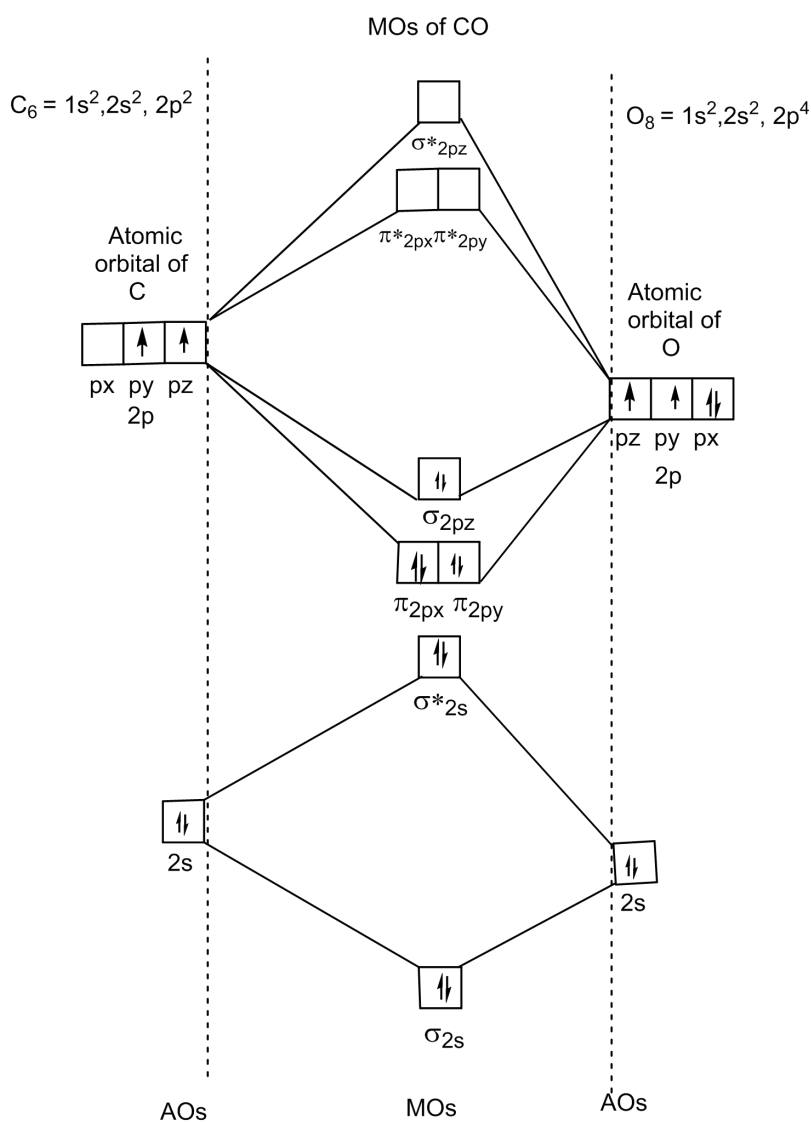 MOs of CO
C₆ = 1s²,2s², 2p²
O₈ = 1s²,2s², 2p⁴
σ*2pz
π*2pxπ*2py
Atomic
orbital of
C
Atomic
orbital of
O
px py pz
2p
pz py px
2p
σ2pz
π2px π2py
σ*2s
2s
2s
σ2s
AOs
MOs
AOs